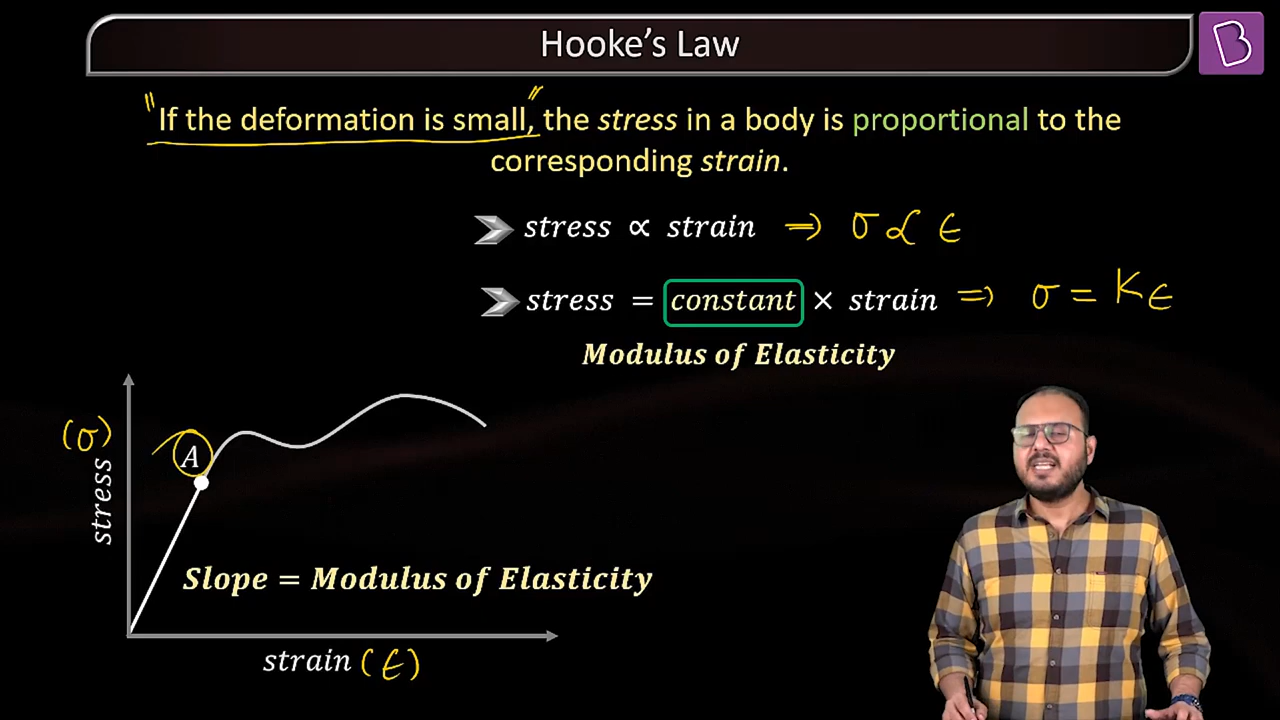 Hooke's Law
B
"If the deformation is small," the stress in a body is proportional to the
corresponding strain.
stress ∝ strain ⇒ σ ∝ ϵ
stress = constant × strain ⇒ σ = Kϵ
Modulus of Elasticity
(σ)
stress
A
Slope = Modulus of Elasticity
strain (ϵ)